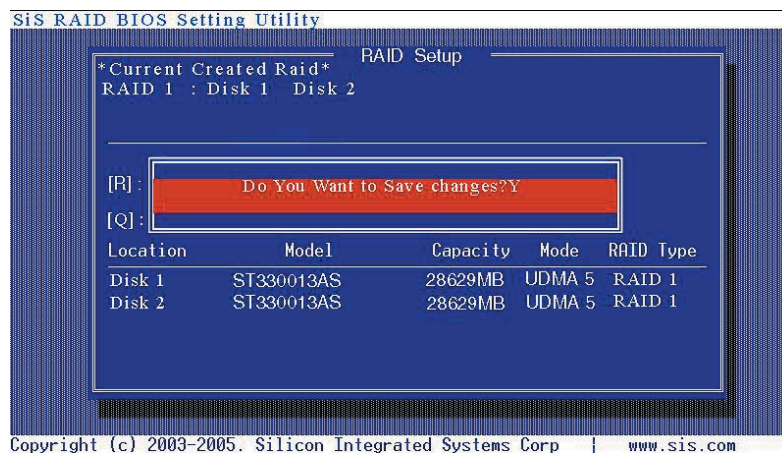 SiS RAID BIOS Setting Utility
RAID Setup
*Current Created Raid*
RAID 1 : Disk 1 Disk 2
[R] :
Do You Want to Save changes?Y
[Q] :
Location Model Capacity Mode RAID Type
Disk 1 ST330013AS 28629MB UDMA 5 RAID 1
Disk 2 ST330013AS 28629MB UDMA 5 RAID 1
Copyright (c) 2003-2005. Silicon Integrated Systems Corp | www.sis.com